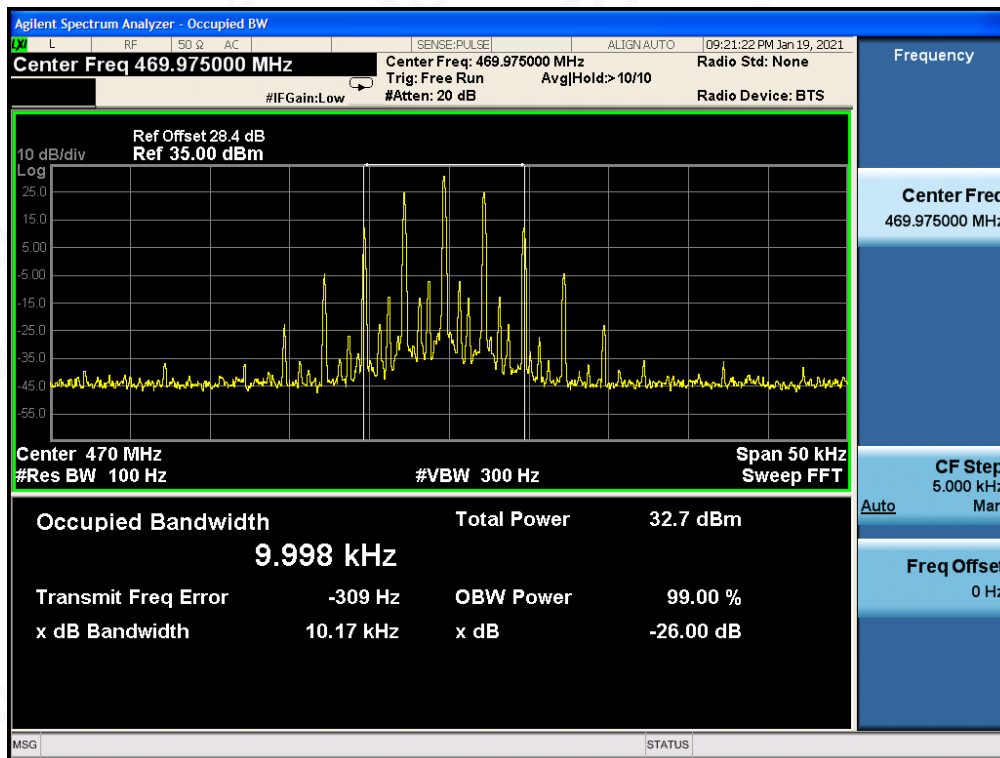 Agilent Spectrum Analyzer - Occupied BW
LXI L RF 50 Ω AC SENSE:PULSE ALIGN AUTO 09:21:22 PM Jan 19, 2021
Center Freq 469.975000 MHz
Center Freq: 469.975000 MHz Radio Std: None
Trig: Free Run Avg|Hold:> 10/10
#IFGain:Low #Atten: 20 dB Radio Device: BTS
Ref Offset 28.4 dB
10 dB/div Ref 35.00 dBm
Log
25.0
15.0
5.00
-5.00
-15.0
-25.0
-35.0
-45.0
-55.0
Center 470 MHz Span 50 kHz
#Res BW 100 Hz #VBW 300 Hz Sweep FFT
Occupied Bandwidth Total Power 32.7 dBm
9.998 kHz
Transmit Freq Error -309 Hz OBW Power 99.00 %
x dB Bandwidth 10.17 kHz x dB -26.00 dB
MSG STATUS
Frequency
Center Freq
469.975000 MHz
CF Step
5.000 kHz
Auto Man
Freq Offset
0 Hz